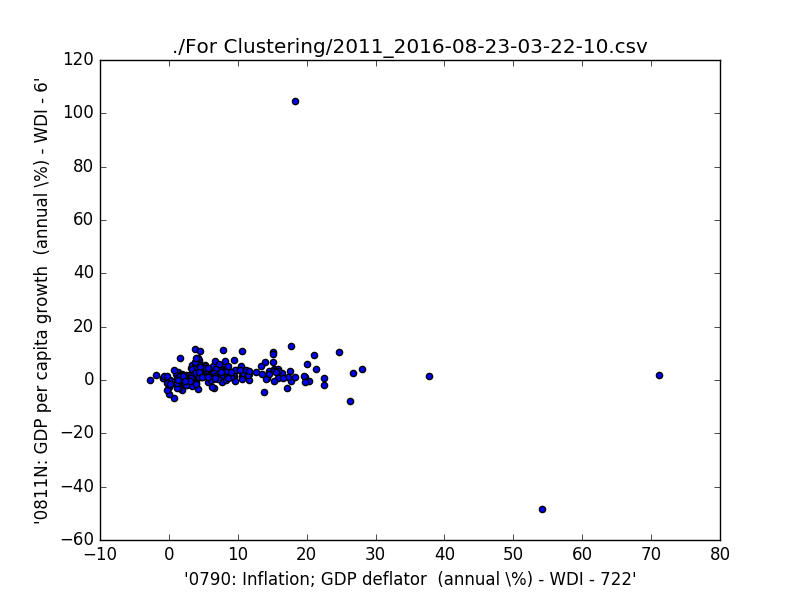 ./For Clustering/2011_2016-08-23-03-22-10.csv
120
100
80
60
40
20
0
−20
−40
−60
'0811N: GDP per capita growth  (annual \%) - WDI - 6'
−10 0 10 20 30 40 50 60 70 80
'0790: Inflation; GDP deflator  (annual \%) - WDI - 722'